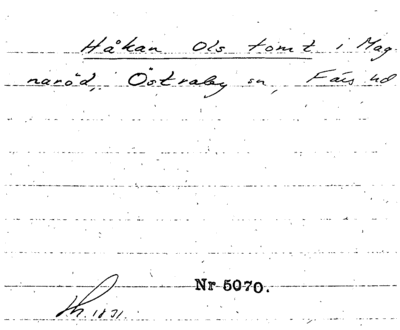 Håkan Ols tomt i Mag
naröd, Östraby sn, Färs hd
Nr 5070.